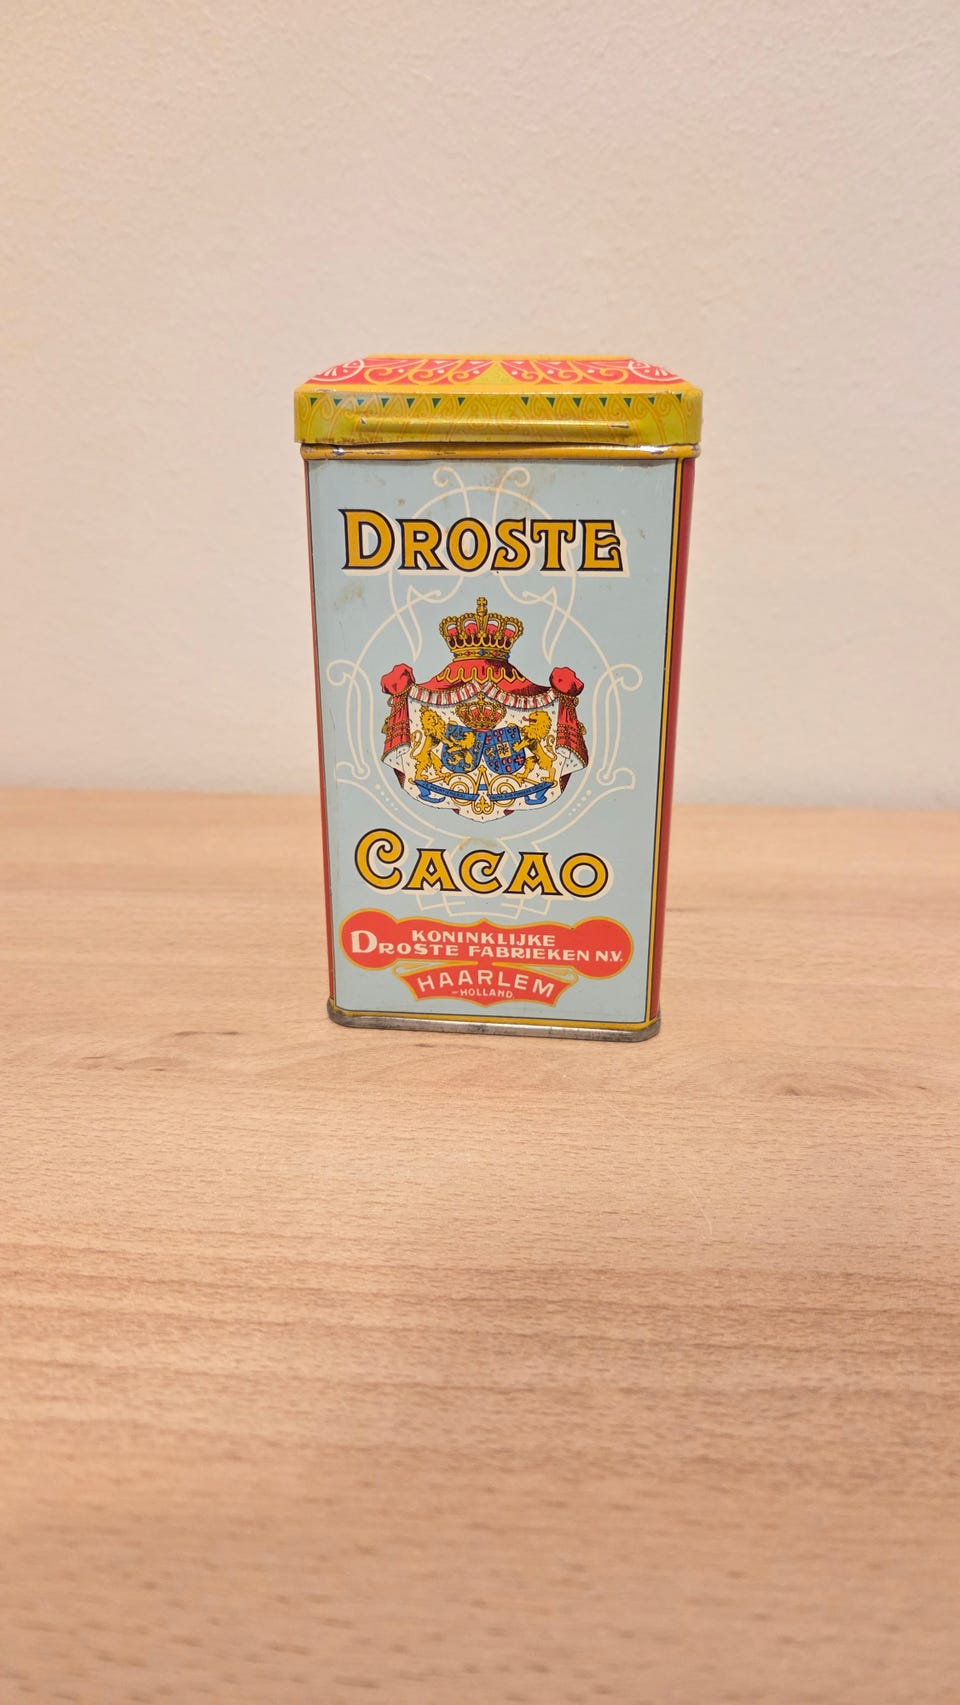 DROSTE
CACAO
KONINKLIJKE
DROSTE FABRIEKEN N.V.
HAARLEM
-HOLLAND.